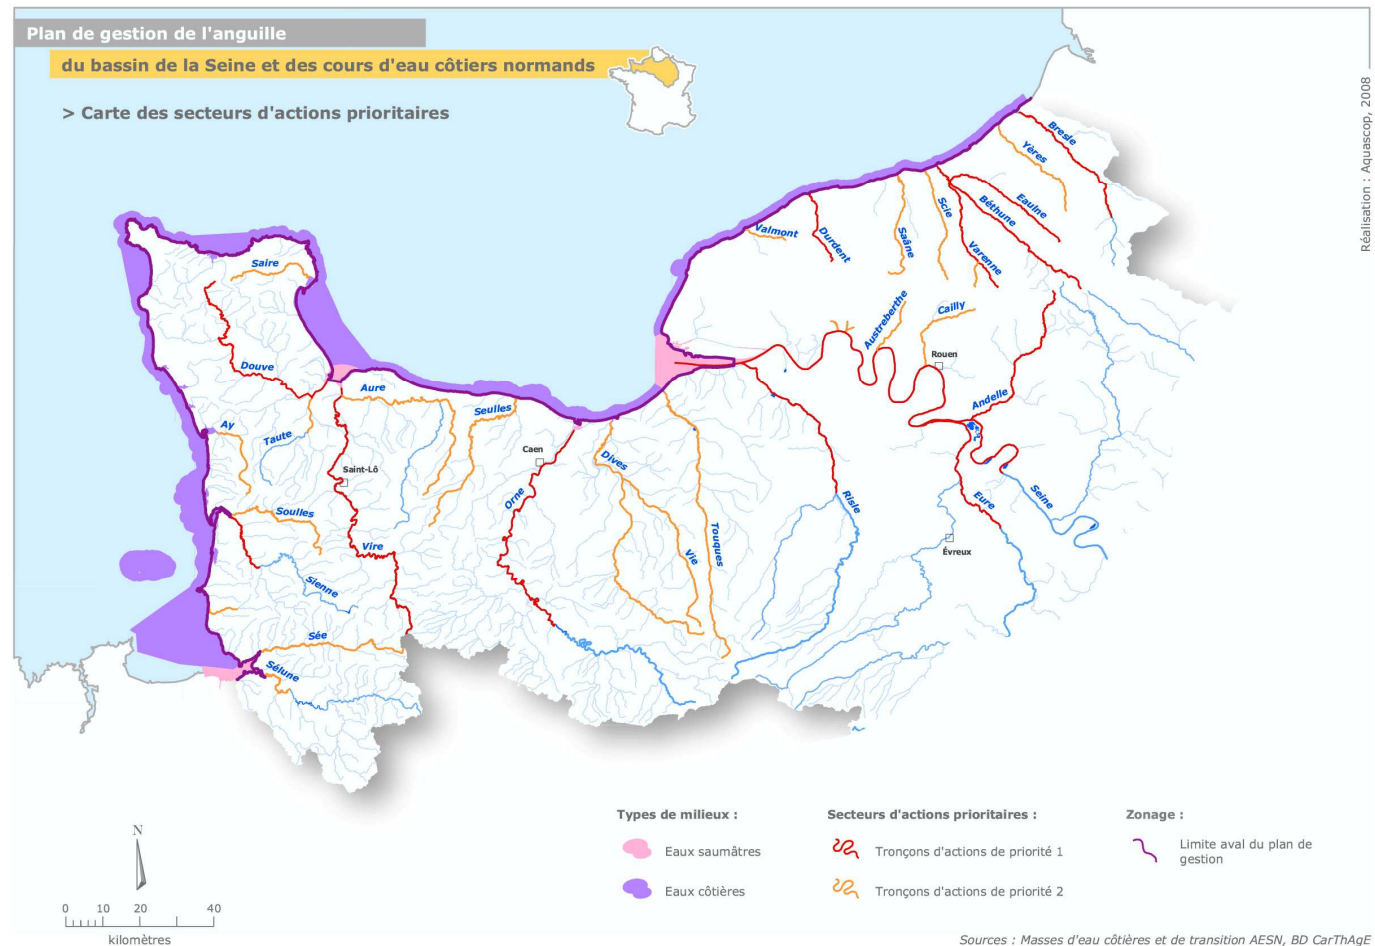 Plan de gestion de l'anguille
du bassin de la Seine et des cours d'eau côtiers normands
> Carte des secteurs d'actions prioritaires
Réalisation : Aquascop, 2008
Bresle
Yères
Eaulne
Béthune
Scie
Saâne
Varenne
Durdent
Valmont
Saire
Austreberthe
Cailly
Rouen
Douve
Aure
Seulles
Andelle
Ay
Taute
Caen
Saint-Lô
Dives
Orne
Risle
Eure
Seine
Soulles
Touques
Vire
Vie
Évreux
Sienne
Sée
Sélune
Types de milieux :
Eaux saumâtres
Eaux côtières
Secteurs d'actions prioritaires :
Tronçons d'actions de priorité 1
Tronçons d'actions de priorité 2
Zonage :
Limite aval du plan de
gestion
N
0 10 20 40
kilomètres
Sources : Masses d'eau côtières et de transition AESN, BD CarThAgE